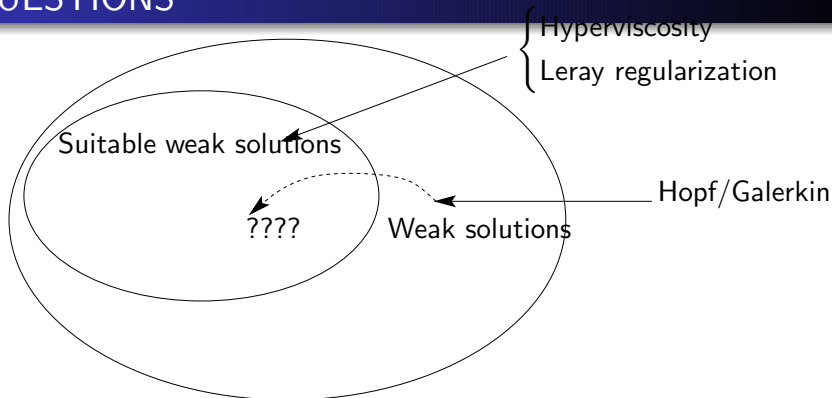 UESTIONS
Hyperviscosity
Leray regularization
Suitable weak solutions
Hopf/Galerkin
???? Weak solutions